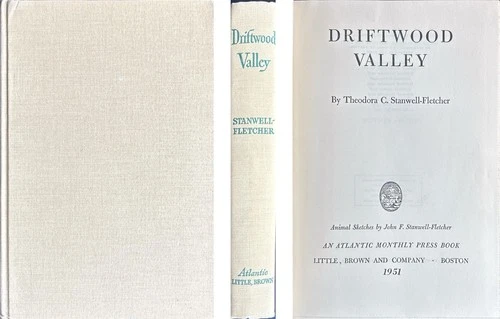 Driftwood
Valley
STANWELL-
FLETCHER
Atlantic
LITTLE, BROWN
DRIFTWOOD
VALLEY
By Theodora C. Stanwell-Fletcher
Animal Sketches by John F. Stanwell-Fletcher
AN ATLANTIC MONTHLY PRESS BOOK
LITTLE, BROWN AND COMPANY · BOSTON
1951